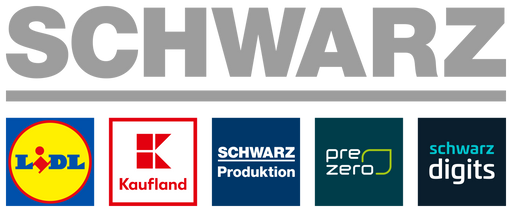 SCHWARZ
LIDL
Kaufland
SCHWARZ
Produktion
pre
zero
schwarz
digits